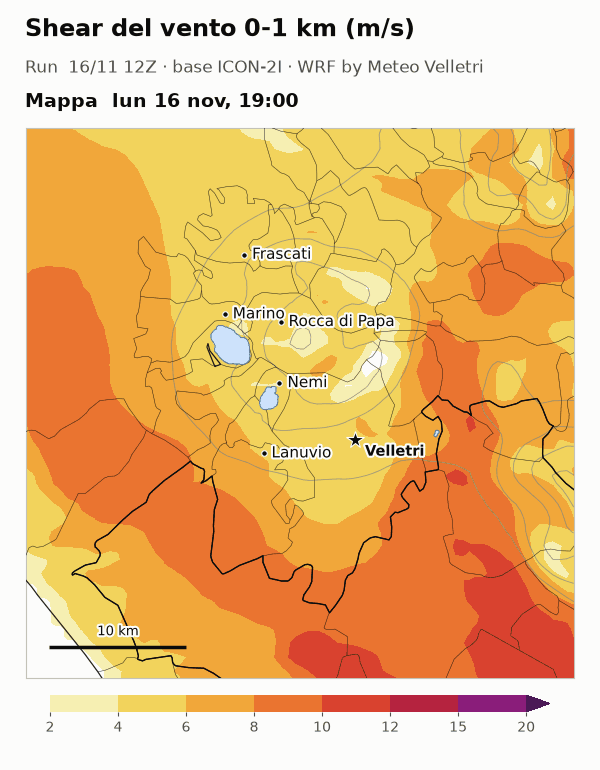 Shear del vento 0-1 km (m/s)
Run  16/11 12Z · base ICON-2I · WRF by Meteo Velletri
Mappa  lun 16 nov, 19:00
Frascati
Marino
Rocca di Papa
Nemi
Velletri
Lanuvio
10 km
2 4 6 8 10 12 15 20